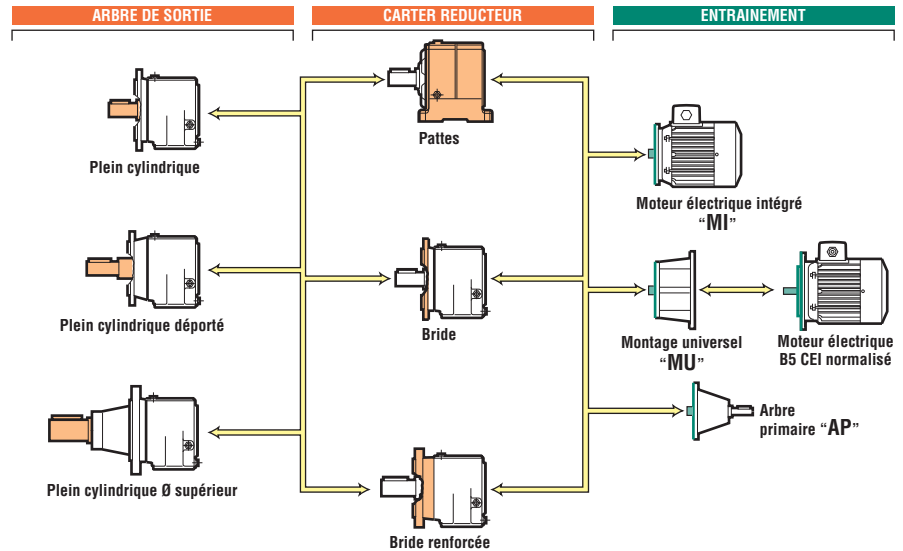 ARBRE DE SORTIE
CARTER REDUCTEUR
ENTRAINEMENT
Plein cylindrique
Plein cylindrique déporté
Plein cylindrique Ø supérieur
Pattes
Bride
Bride renforcée
Moteur électrique intégré
“MI”
Montage universel
“MU”
Moteur électrique
B5 CEI normalisé
Arbre
primaire “AP”